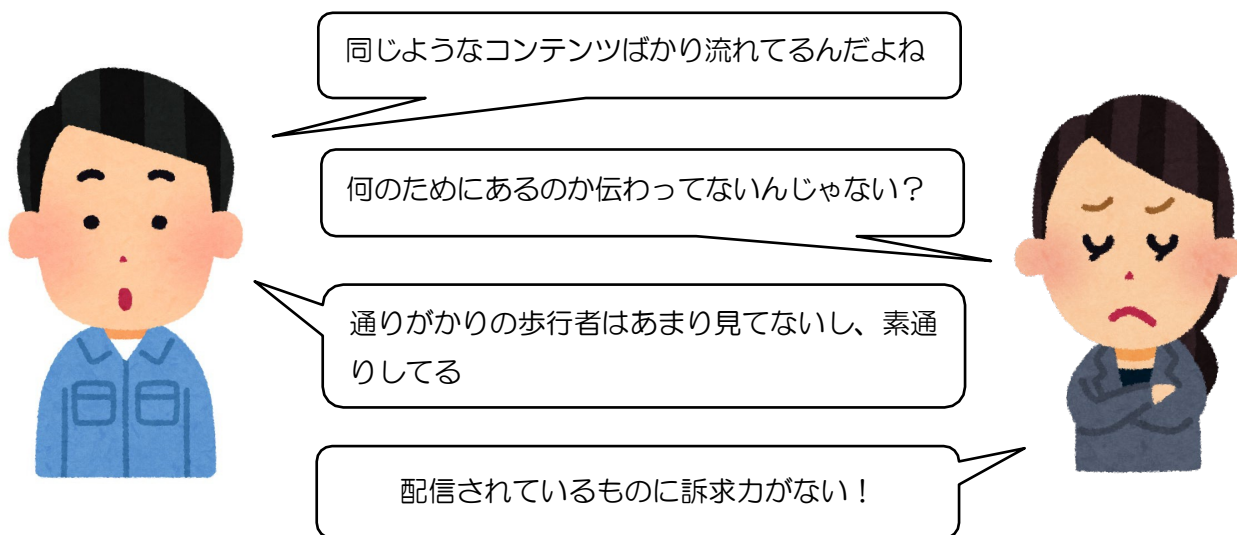 同じようなコンテンツばかり流れてるんだよね
何のためにあるのか伝わってないんじゃない？
通りがかりの歩行者はあまり見てないし、素通
りしてる
配信されているものに訴求力がない！